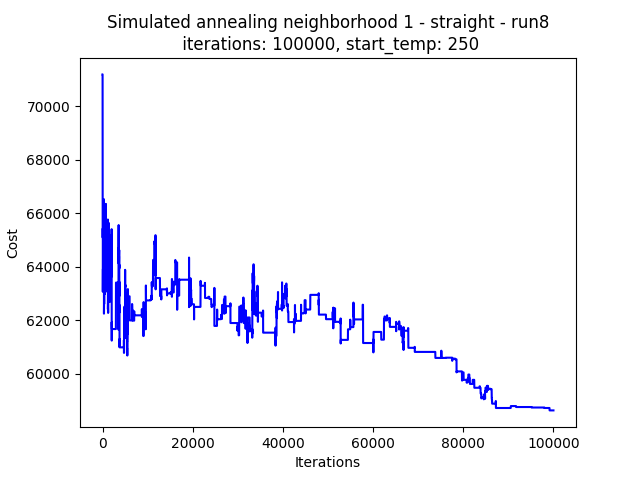 Simulated annealing neighborhood 1 - straight - run8
iterations: 100000, start_temp: 250
70000
68000
66000
64000
62000
60000
Cost
0 20000 40000 60000 80000 100000
Iterations